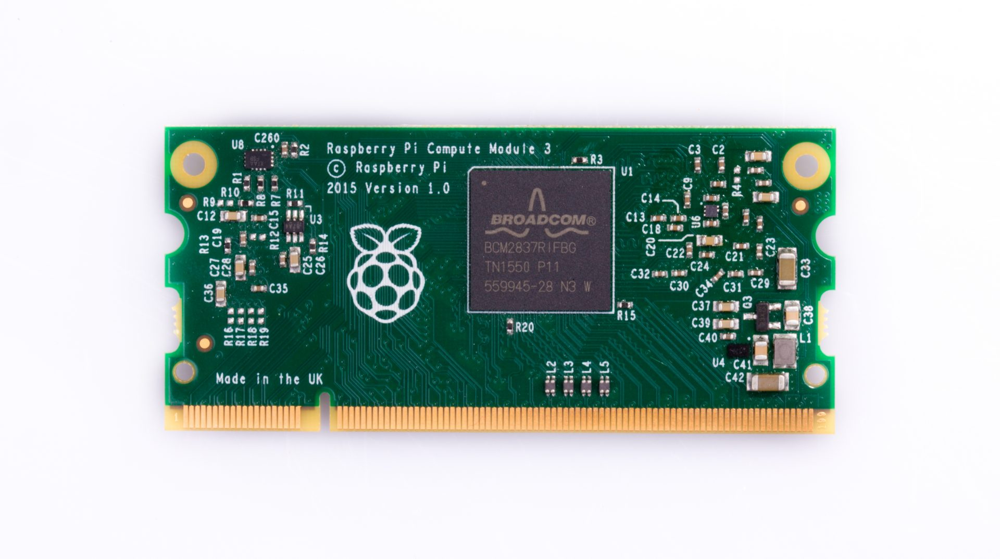 C260
U8
R2
Raspberry Pi Compute Module 3
© Raspberry Pi
2015 Version 1.0
R3
U1
C3
C2
R1
R10
R9
R8
R7
R11
C12
C15
U3
R12
R13
C19
R14
C27
C28
C25
C26
C36
C35
R16
R17
R18
R19
BROADCOM®
BCM2837RIFBG
TN1550 P11
559945-28 N3 W
R15
R20
C9
R4
C14
C13
C18
U6
C20
C22
C21
C23
C24
C33
C32
C30
C34
C31
C29
C37
Q3
C38
C39
C40
L1
U4
C41
C42
L2
L3
L4
L5
Made in the UK
1
199